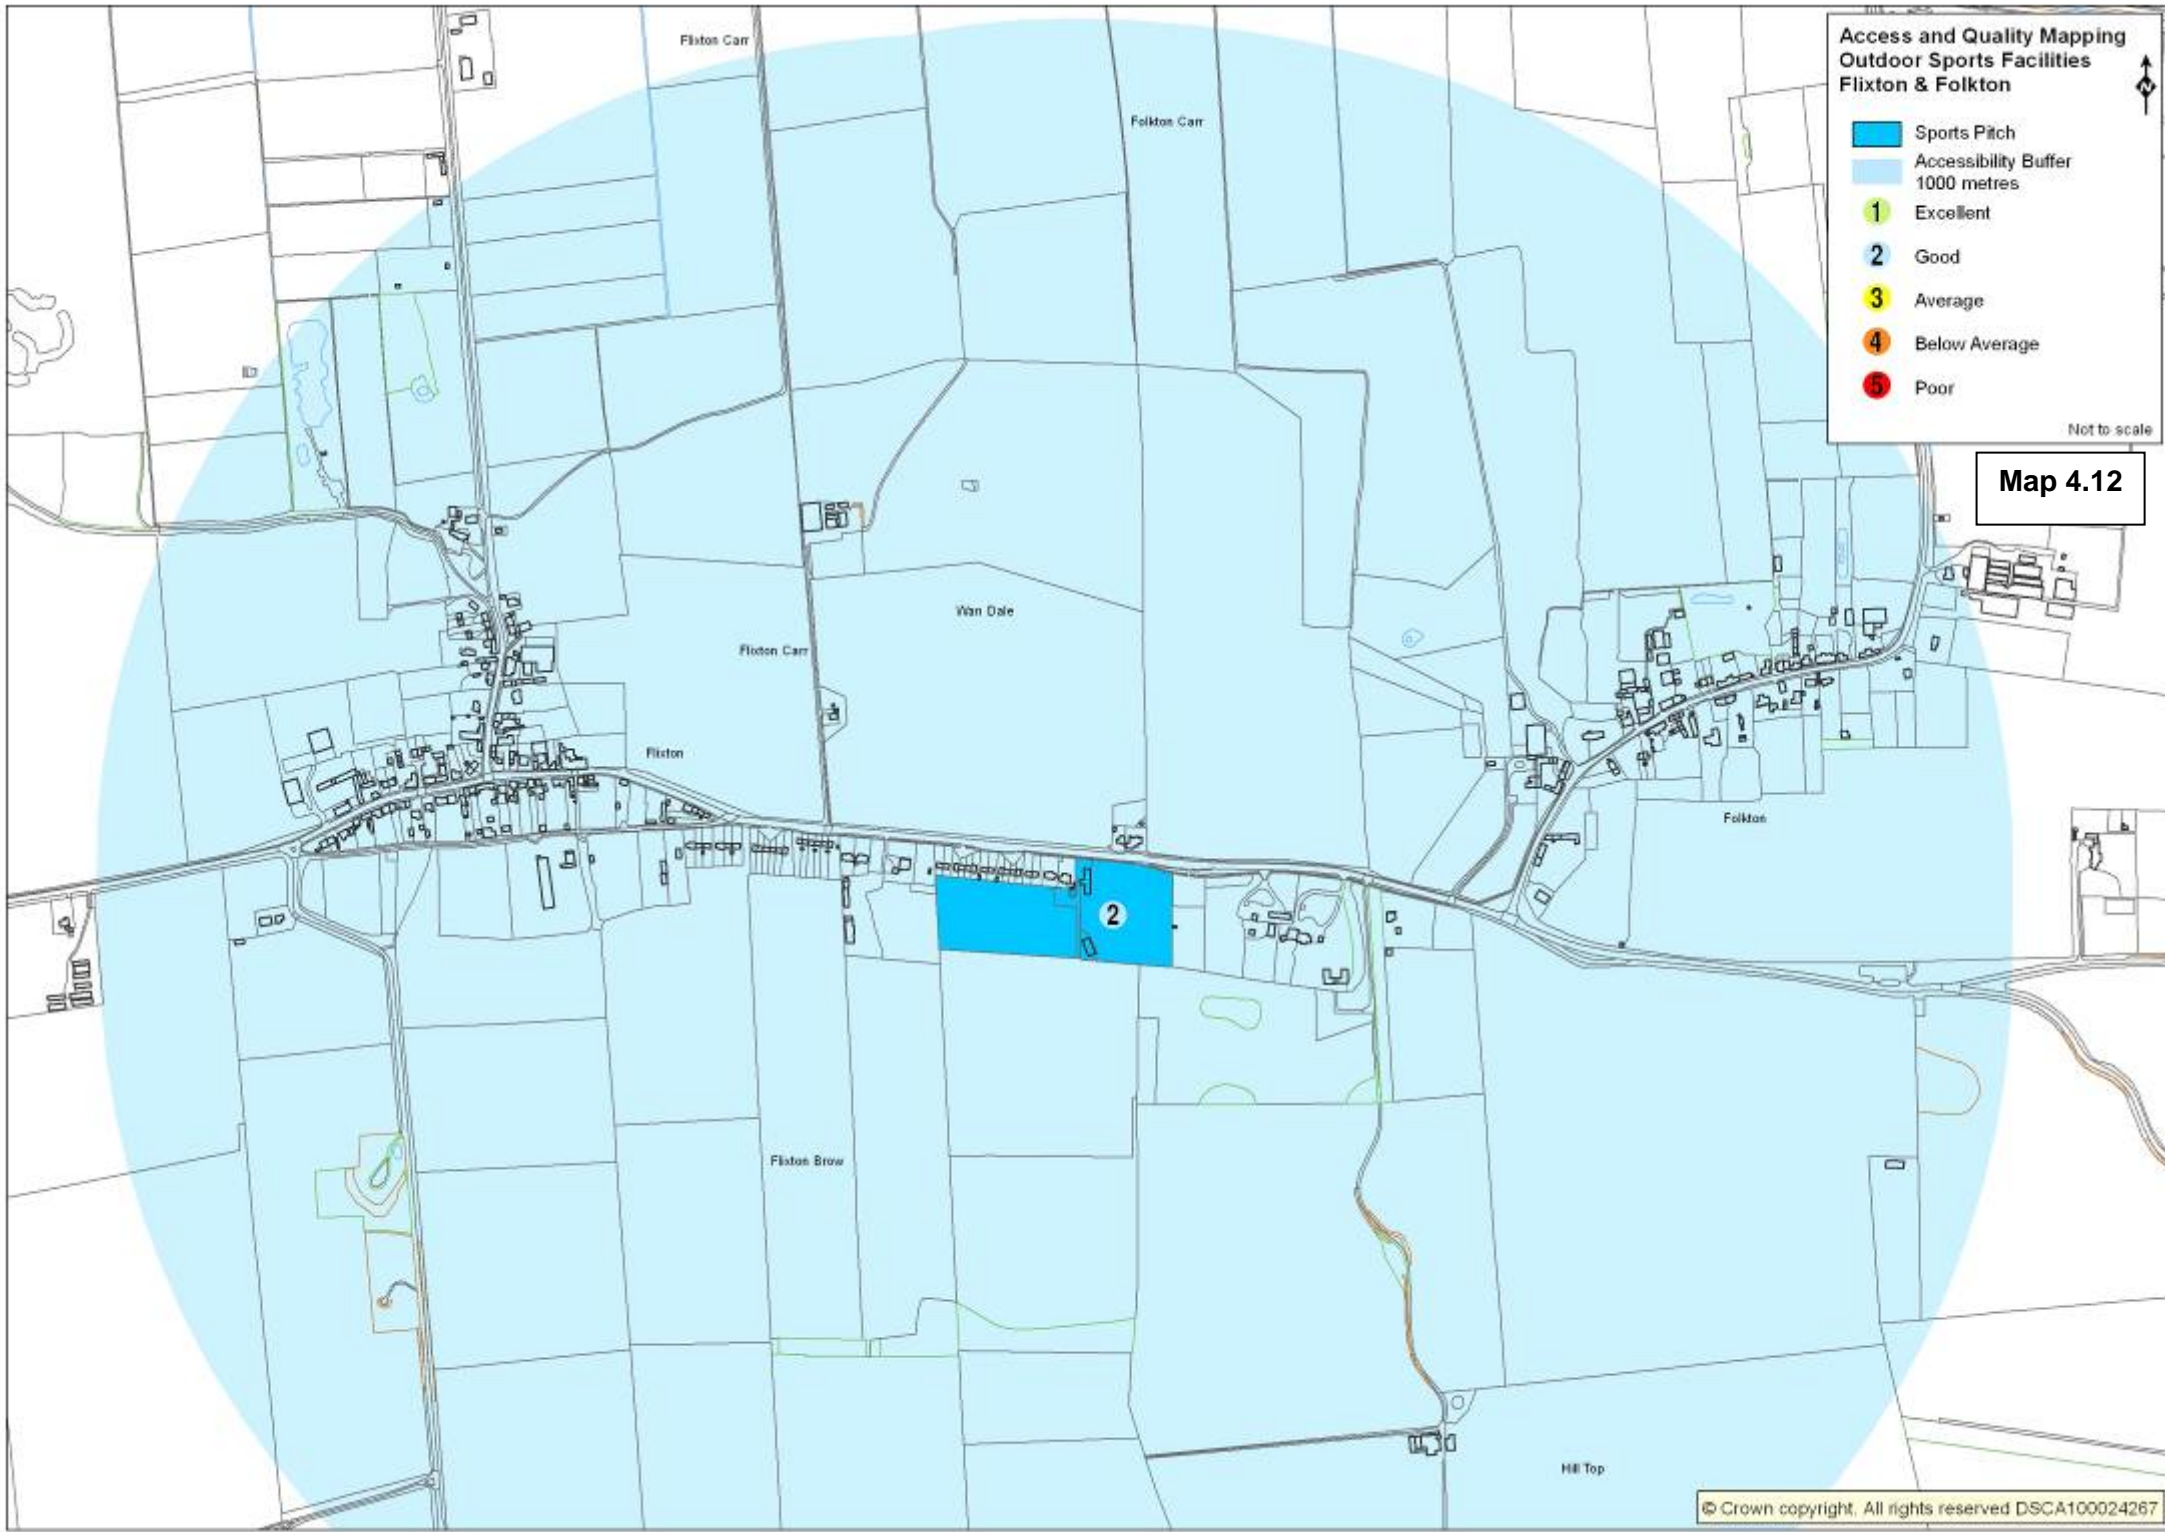 Access and Quality Mapping
Outdoor Sports Facilities
Flixton & Folkton
N
Sports Pitch
Accessibility Buffer
1000 metres
1 Excellent
2 Good
3 Average
4 Below Average
5 Poor
Not to scale
Map 4.12
Flixton Carr
Folkton Carr
Wan Dale
Flixton Carr
Flixton
Folkton
2
Flixton Brow
Hill Top
© Crown copyright. All rights reserved DSCA100024267